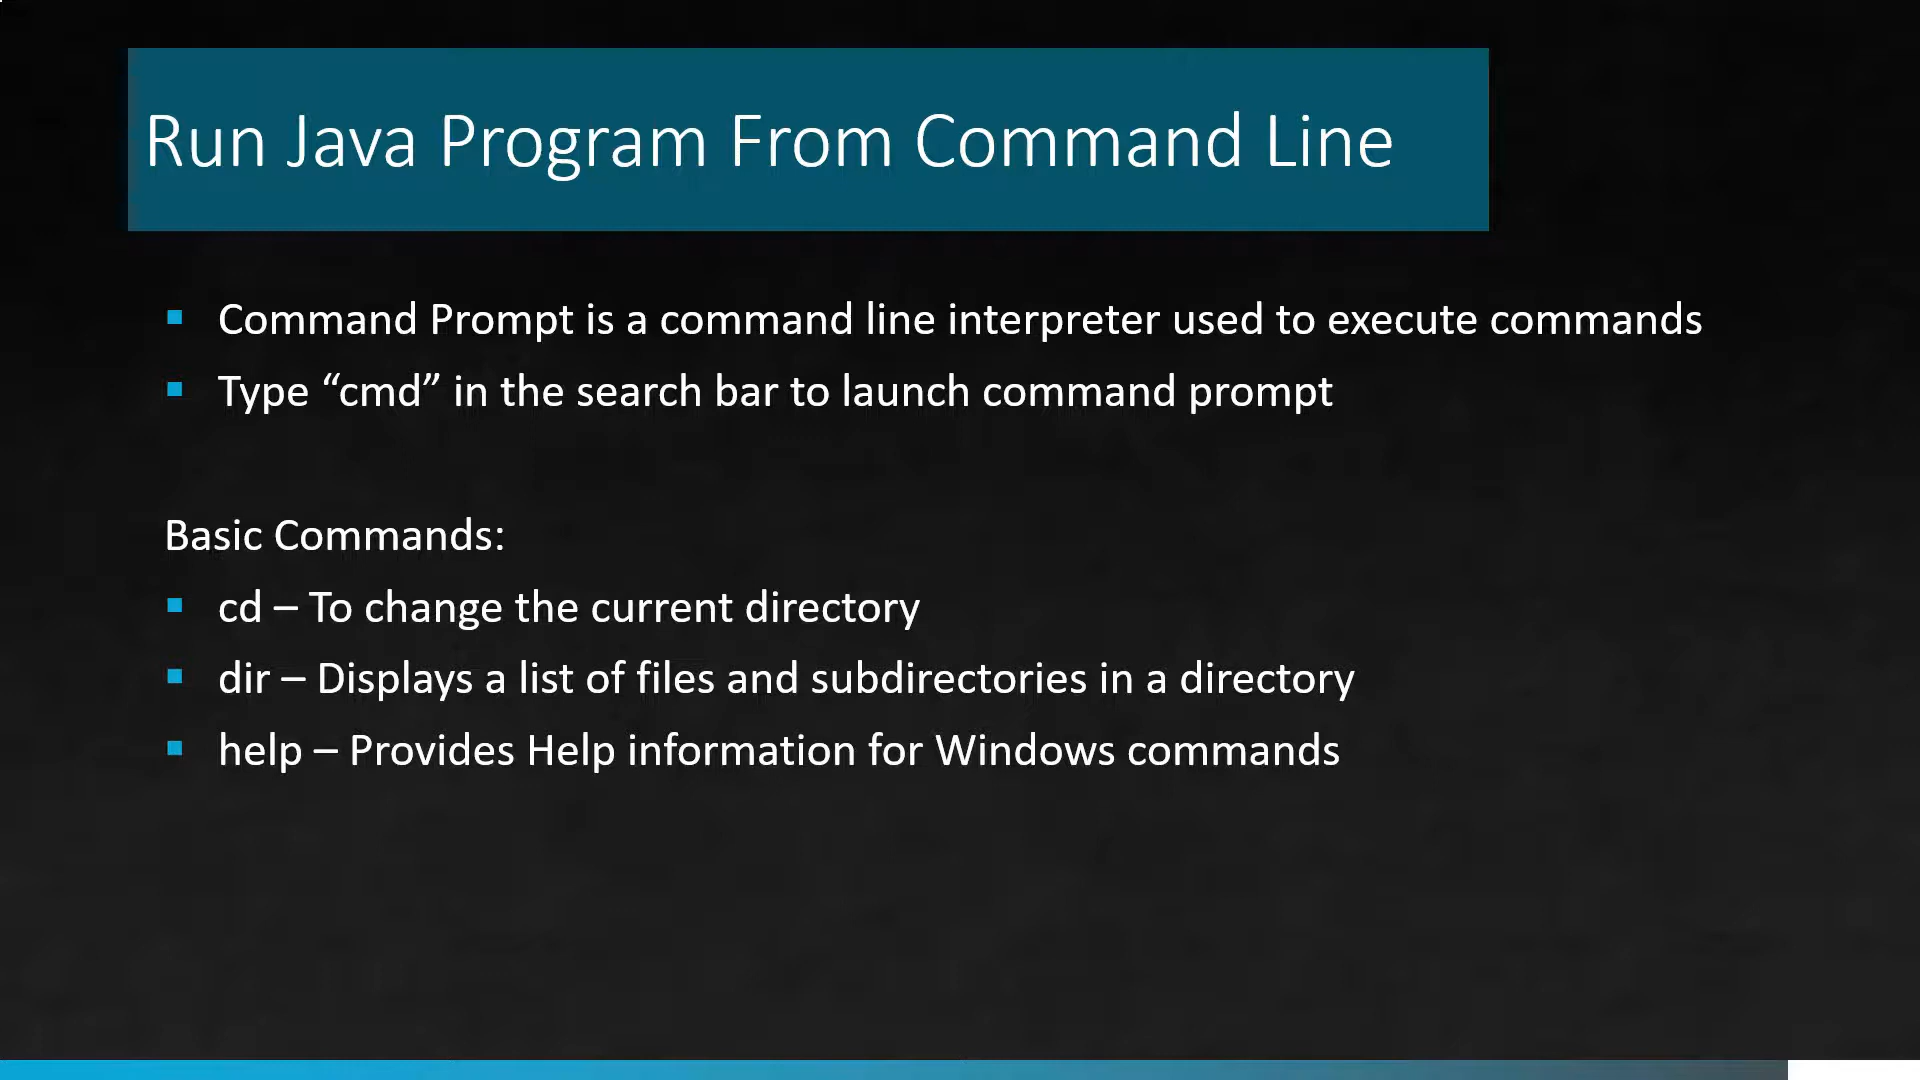 Run Java Program From Command Line
Command Prompt is a command line interpreter used to execute commands
Type “cmd” in the search bar to launch command prompt
Basic Commands:
cd – To change the current directory
dir – Displays a list of files and subdirectories in a directory
help – Provides Help information for Windows commands